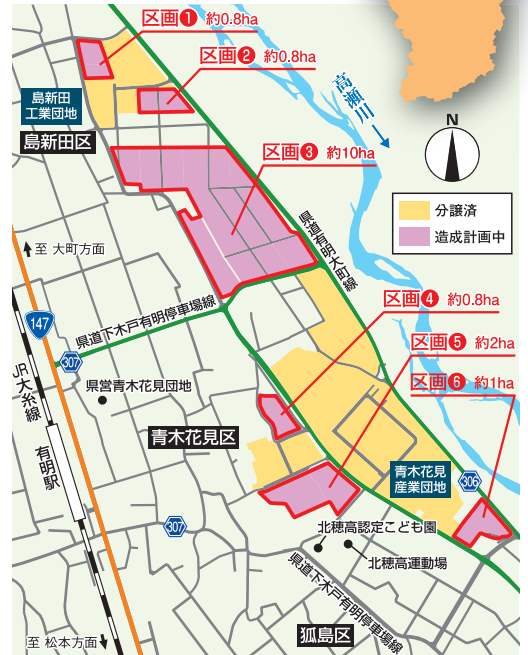 区画❶ 約0.8ha
区画❷ 約0.8ha
島新田
工業団地
島新田区
高瀬川
N
区画❸ 約10ha
分譲済
造成計画中
県道有明大町線
至 大町方面
区画❹ 約0.8ha
147
県道下木戸有明停車場線
区画❺ 約2ha
307
JR大糸線
県営青木花見団地
区画❻ 約1ha
青木花見区
有明駅
青木花見
産業団地
306
307
北穂高認定こども園
北穂高運動場
県道下木戸有明停車場線
狐島区
至 松本方面